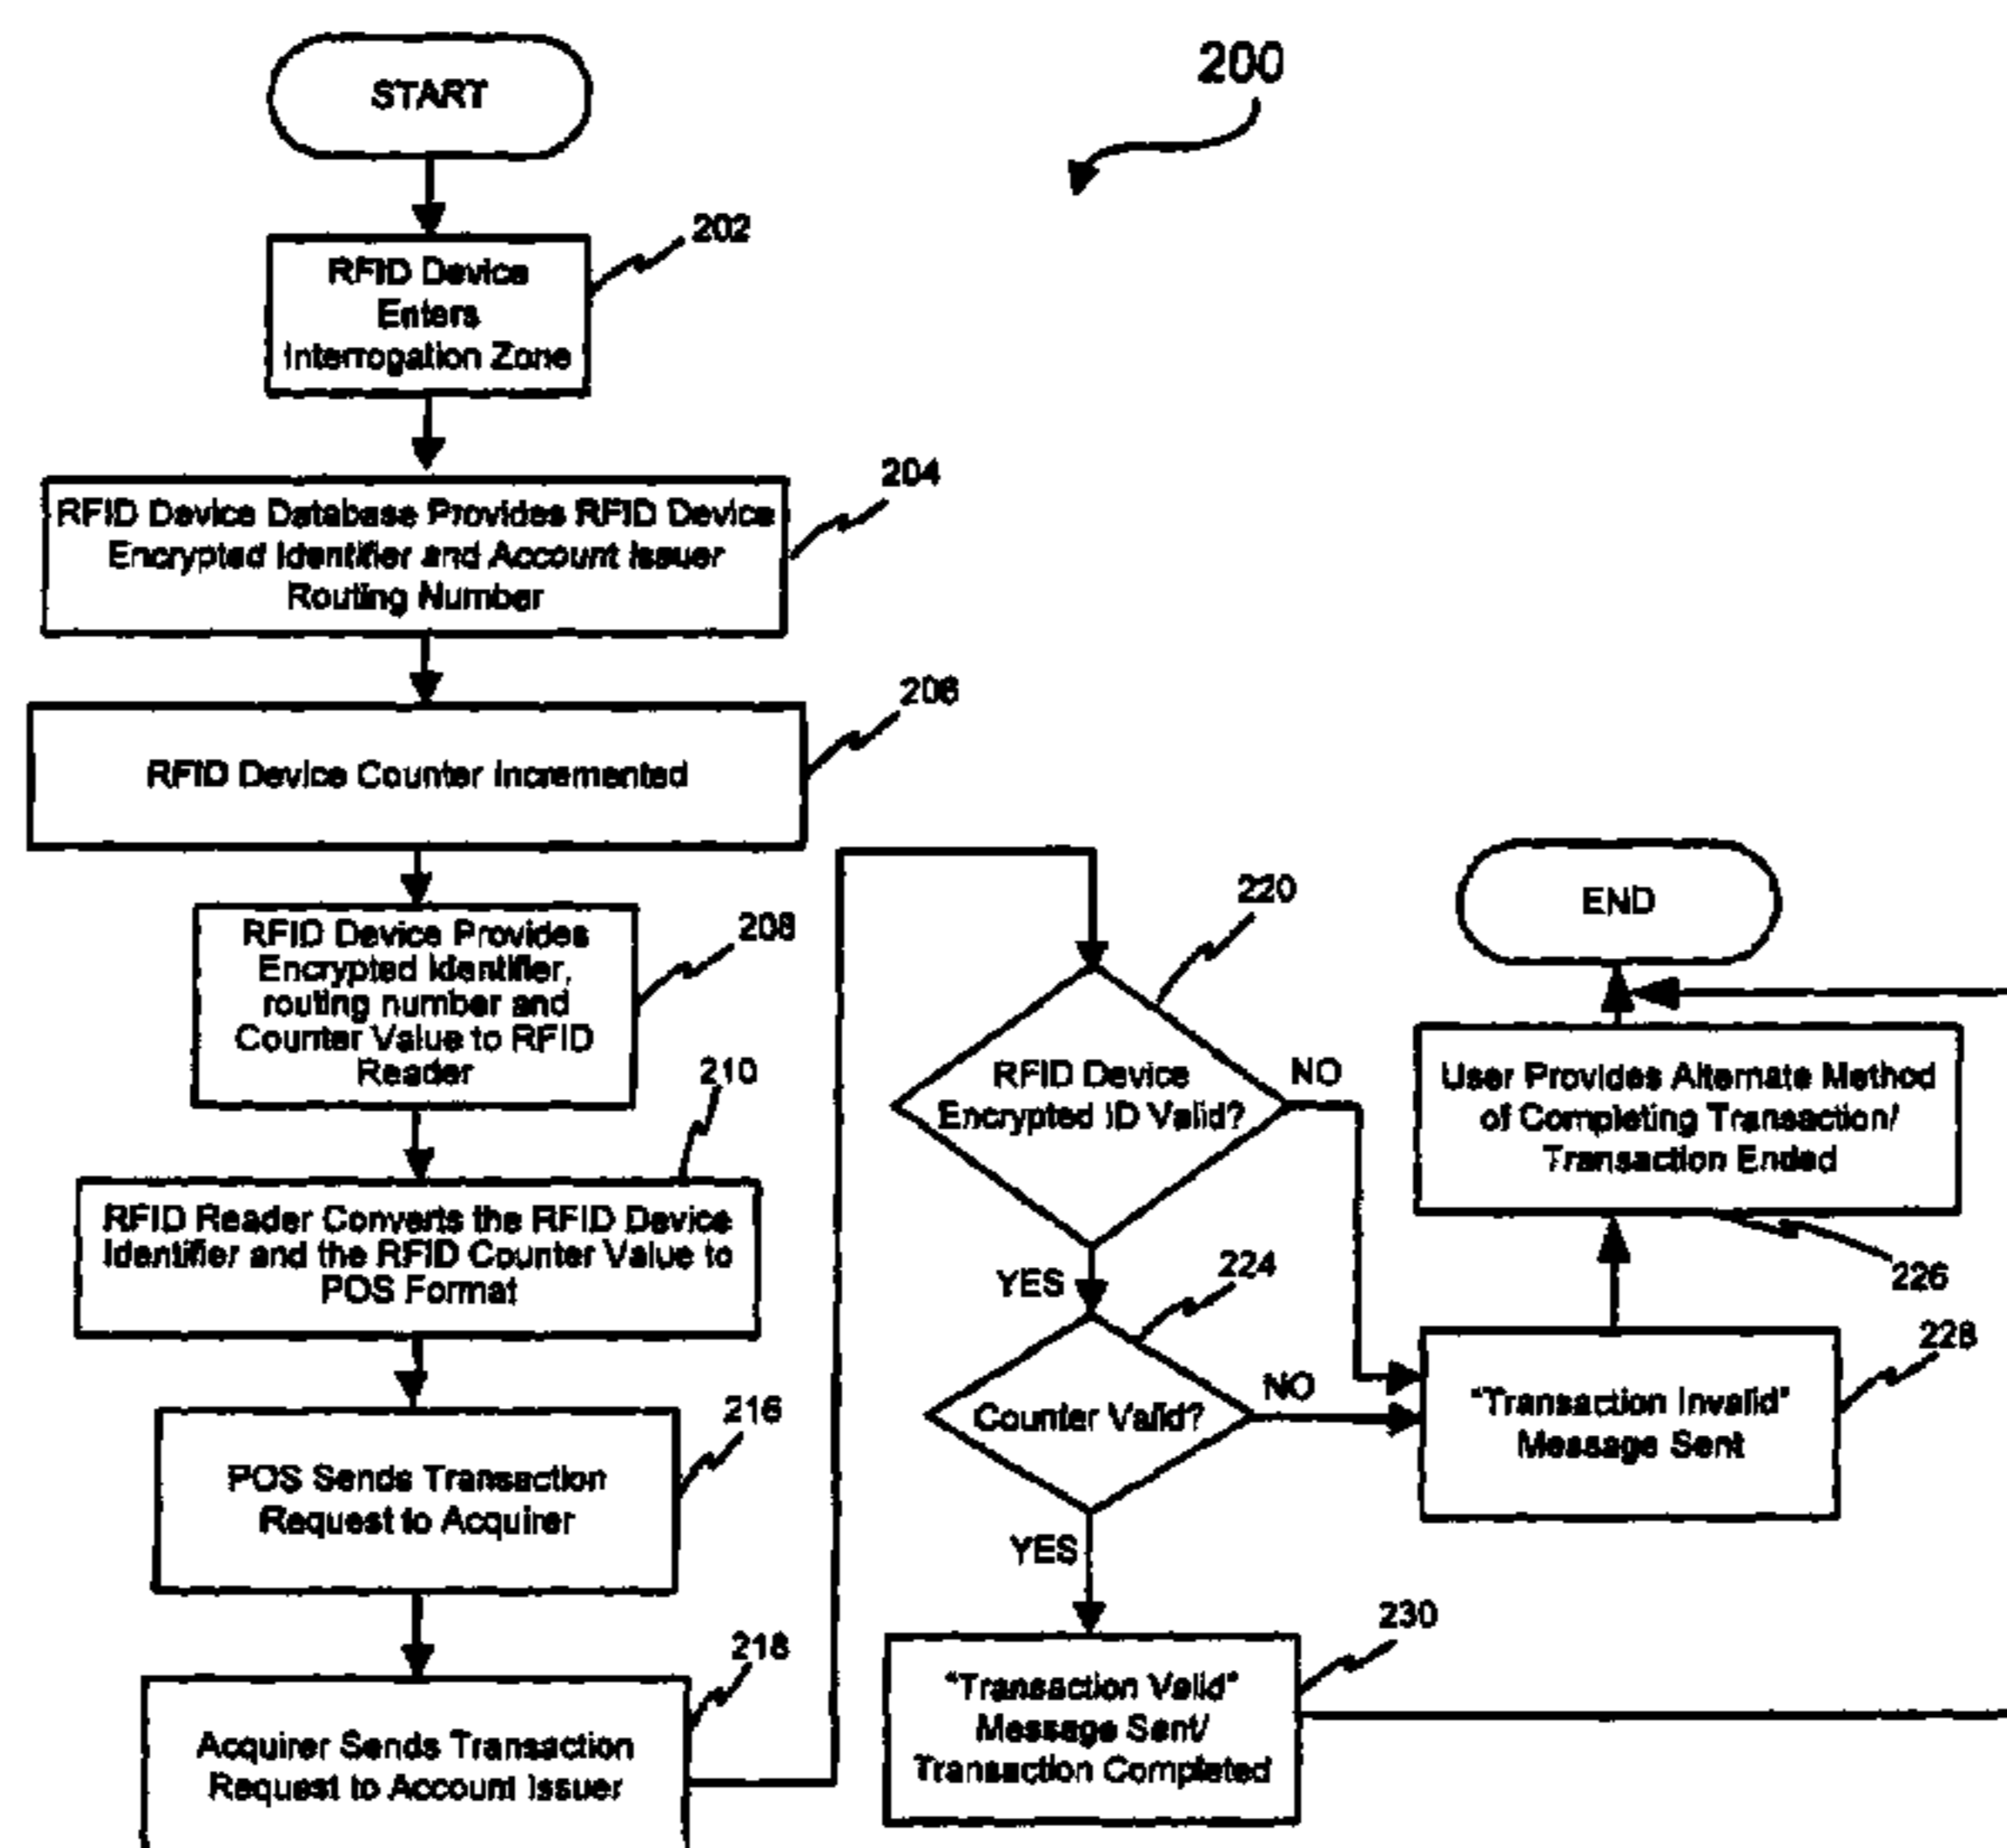 START
200
202
RFID Device
Enters
Interrogation Zone
204
RFID Device Database Provides RFID Device
Encrypted Identifier and Account Issuer
Routing Number
206
RFID Device Counter Incremented
208
RFID Device Provides
Encrypted Identifier,
routing number and
Counter Value to RFID
Reader
210
RFID Reader Converts the RFID Device
Identifier and the RFID Counter Value to
POS Format
216
POS Sends Transaction
Request to Acquirer
218
Acquirer Sends Transaction
Request to Account Issuer
220
RFID Device
Encrypted ID Valid?
NO
YES
224
Counter Valid?
NO
YES
230
"Transaction Valid"
Message Sent/
Transaction Completed
END
User Provides Alternate Method
of Completing Transaction/
Transaction Ended
226
228
"Transaction Invalid"
Message Sent